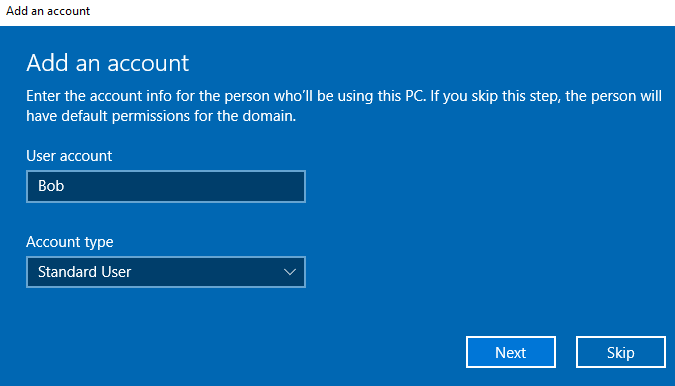 Add an account
Add an account
Enter the account info for the person who'll be using this PC. If you skip this step, the person will
have default permissions for the domain.
User account
Bob
Account type
Standard User
Next Skip